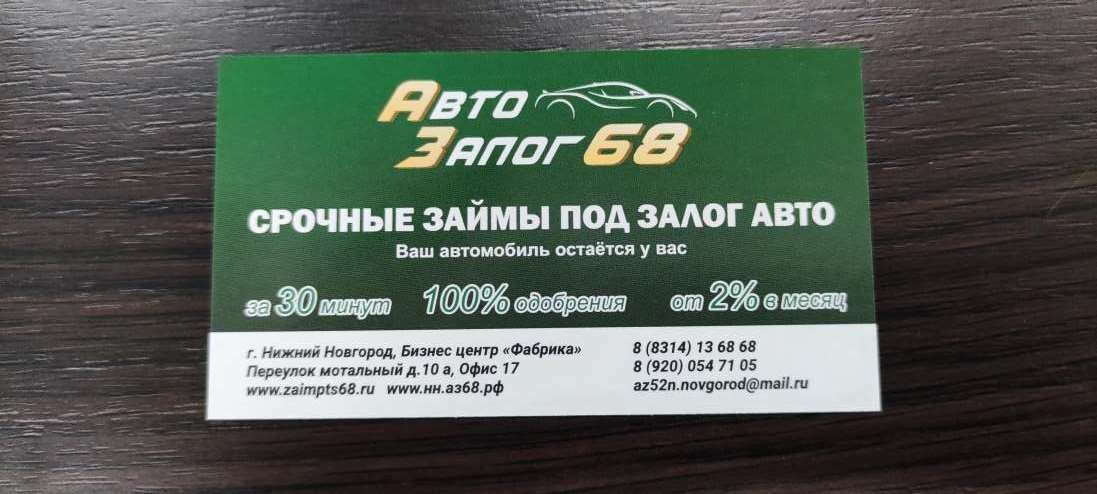 Авто
Залог 68
СРОЧНЫЕ ЗАЙМЫ ПОД ЗАЛОГ АВТО
Ваш автомобиль остаётся у вас
за 30 минут 100% одобрения от 2% в месяц
г. Нижний Новгород, Бизнес центр «Фабрика»
Переулок мотальный д.10 а, Офис 17
www.zaimpts68.ru www.нн.аз68.рф
8 (8314) 13 68 68
8 (920) 054 71 05
az52n.novgorod@mail.ru